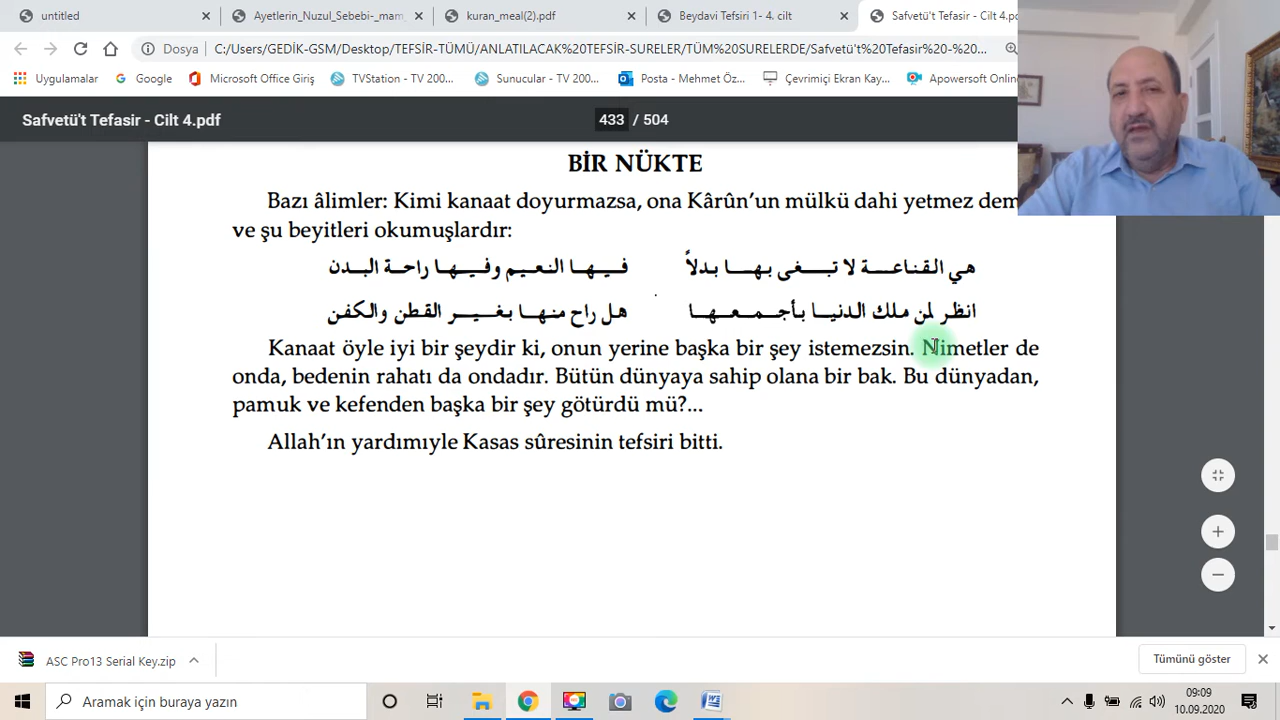 untitled
Ayetlerin_Nuzul_Sebebi-_mam
kuran_meal(2).pdf
Beydavi Tefsiri 1- 4. cilt
Safvetü't Tefasir - Cilt 4.pd
Dosya
C:/Users/GEDİK-GSM/Desktop/TEFSİR-TÜMÜ/ANLATILACAK%20TEFSİR-SURELER/TÜM%20SURELERDE/Safvetü't%20Tefasir%20-%20...
Uygulamalar
Google
Microsoft Office Giriş
TVStation - TV 200...
Sunucular - TV 200...
Posta - Mehmet Öz...
Çevrimiçi Ekran Kay...
Apowersoft Onlin
Safvetü't Tefasir - Cilt 4.pdf
433 / 504
BİR NÜKTE
Bazı âlimler: Kimi kanaat doyurmazsa, ona Kârûn'un mülkü dahi yetmez dem
ve şu beyitleri okumuşlardır:
هي القناعة لا تبغى بها بدلاً فيها النعيم وفيها راحة البدن
انظر لمن ملك الدنيا بأجمعها هل راح منها بغير القطن والكفن
Kanaat öyle iyi bir şeydir ki, onun yerine başka bir şey istemezsin. Nimetler de
onda, bedenin rahatı da ondadır. Bütün dünyaya sahip olana bir bak. Bu dünyadan,
pamuk ve kefenden başka bir şey götürdü mü?...
Allah'ın yardımıyle Kasas sûresinin tefsiri bitti.
ASC Pro13 Serial Key.zip
Tümünü göster
Aramak için buraya yazın
09:09
10.09.2020